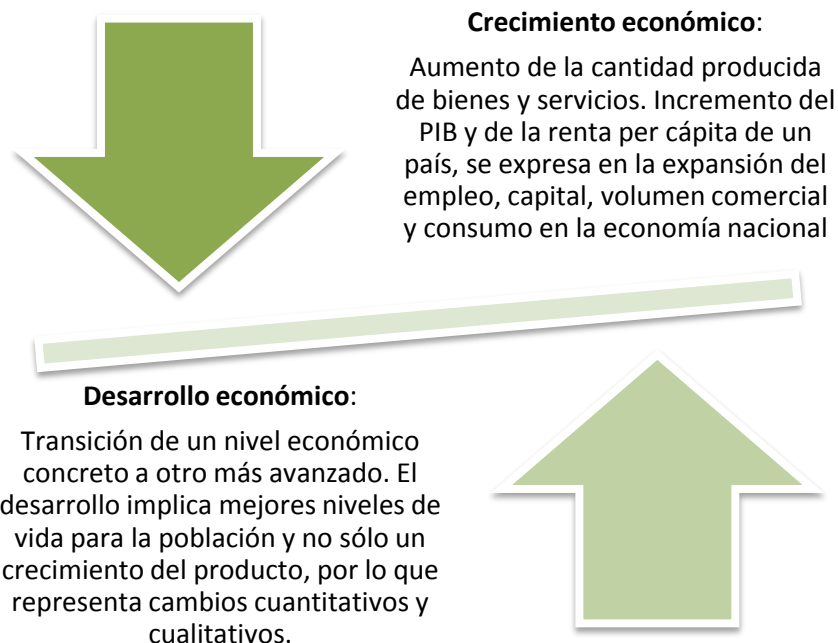 Crecimiento económico:
Aumento de la cantidad producida
de bienes y servicios. Incremento del
PIB y de la renta per cápita de un
país, se expresa en la expansión del
empleo, capital, volumen comercial
y consumo en la economía nacional
Desarrollo económico:
Transición de un nivel económico
concreto a otro más avanzado. El
desarrollo implica mejores niveles de
vida para la población y no sólo un
crecimiento del producto, por lo que
representa cambios cuantitativos y
cualitativos.